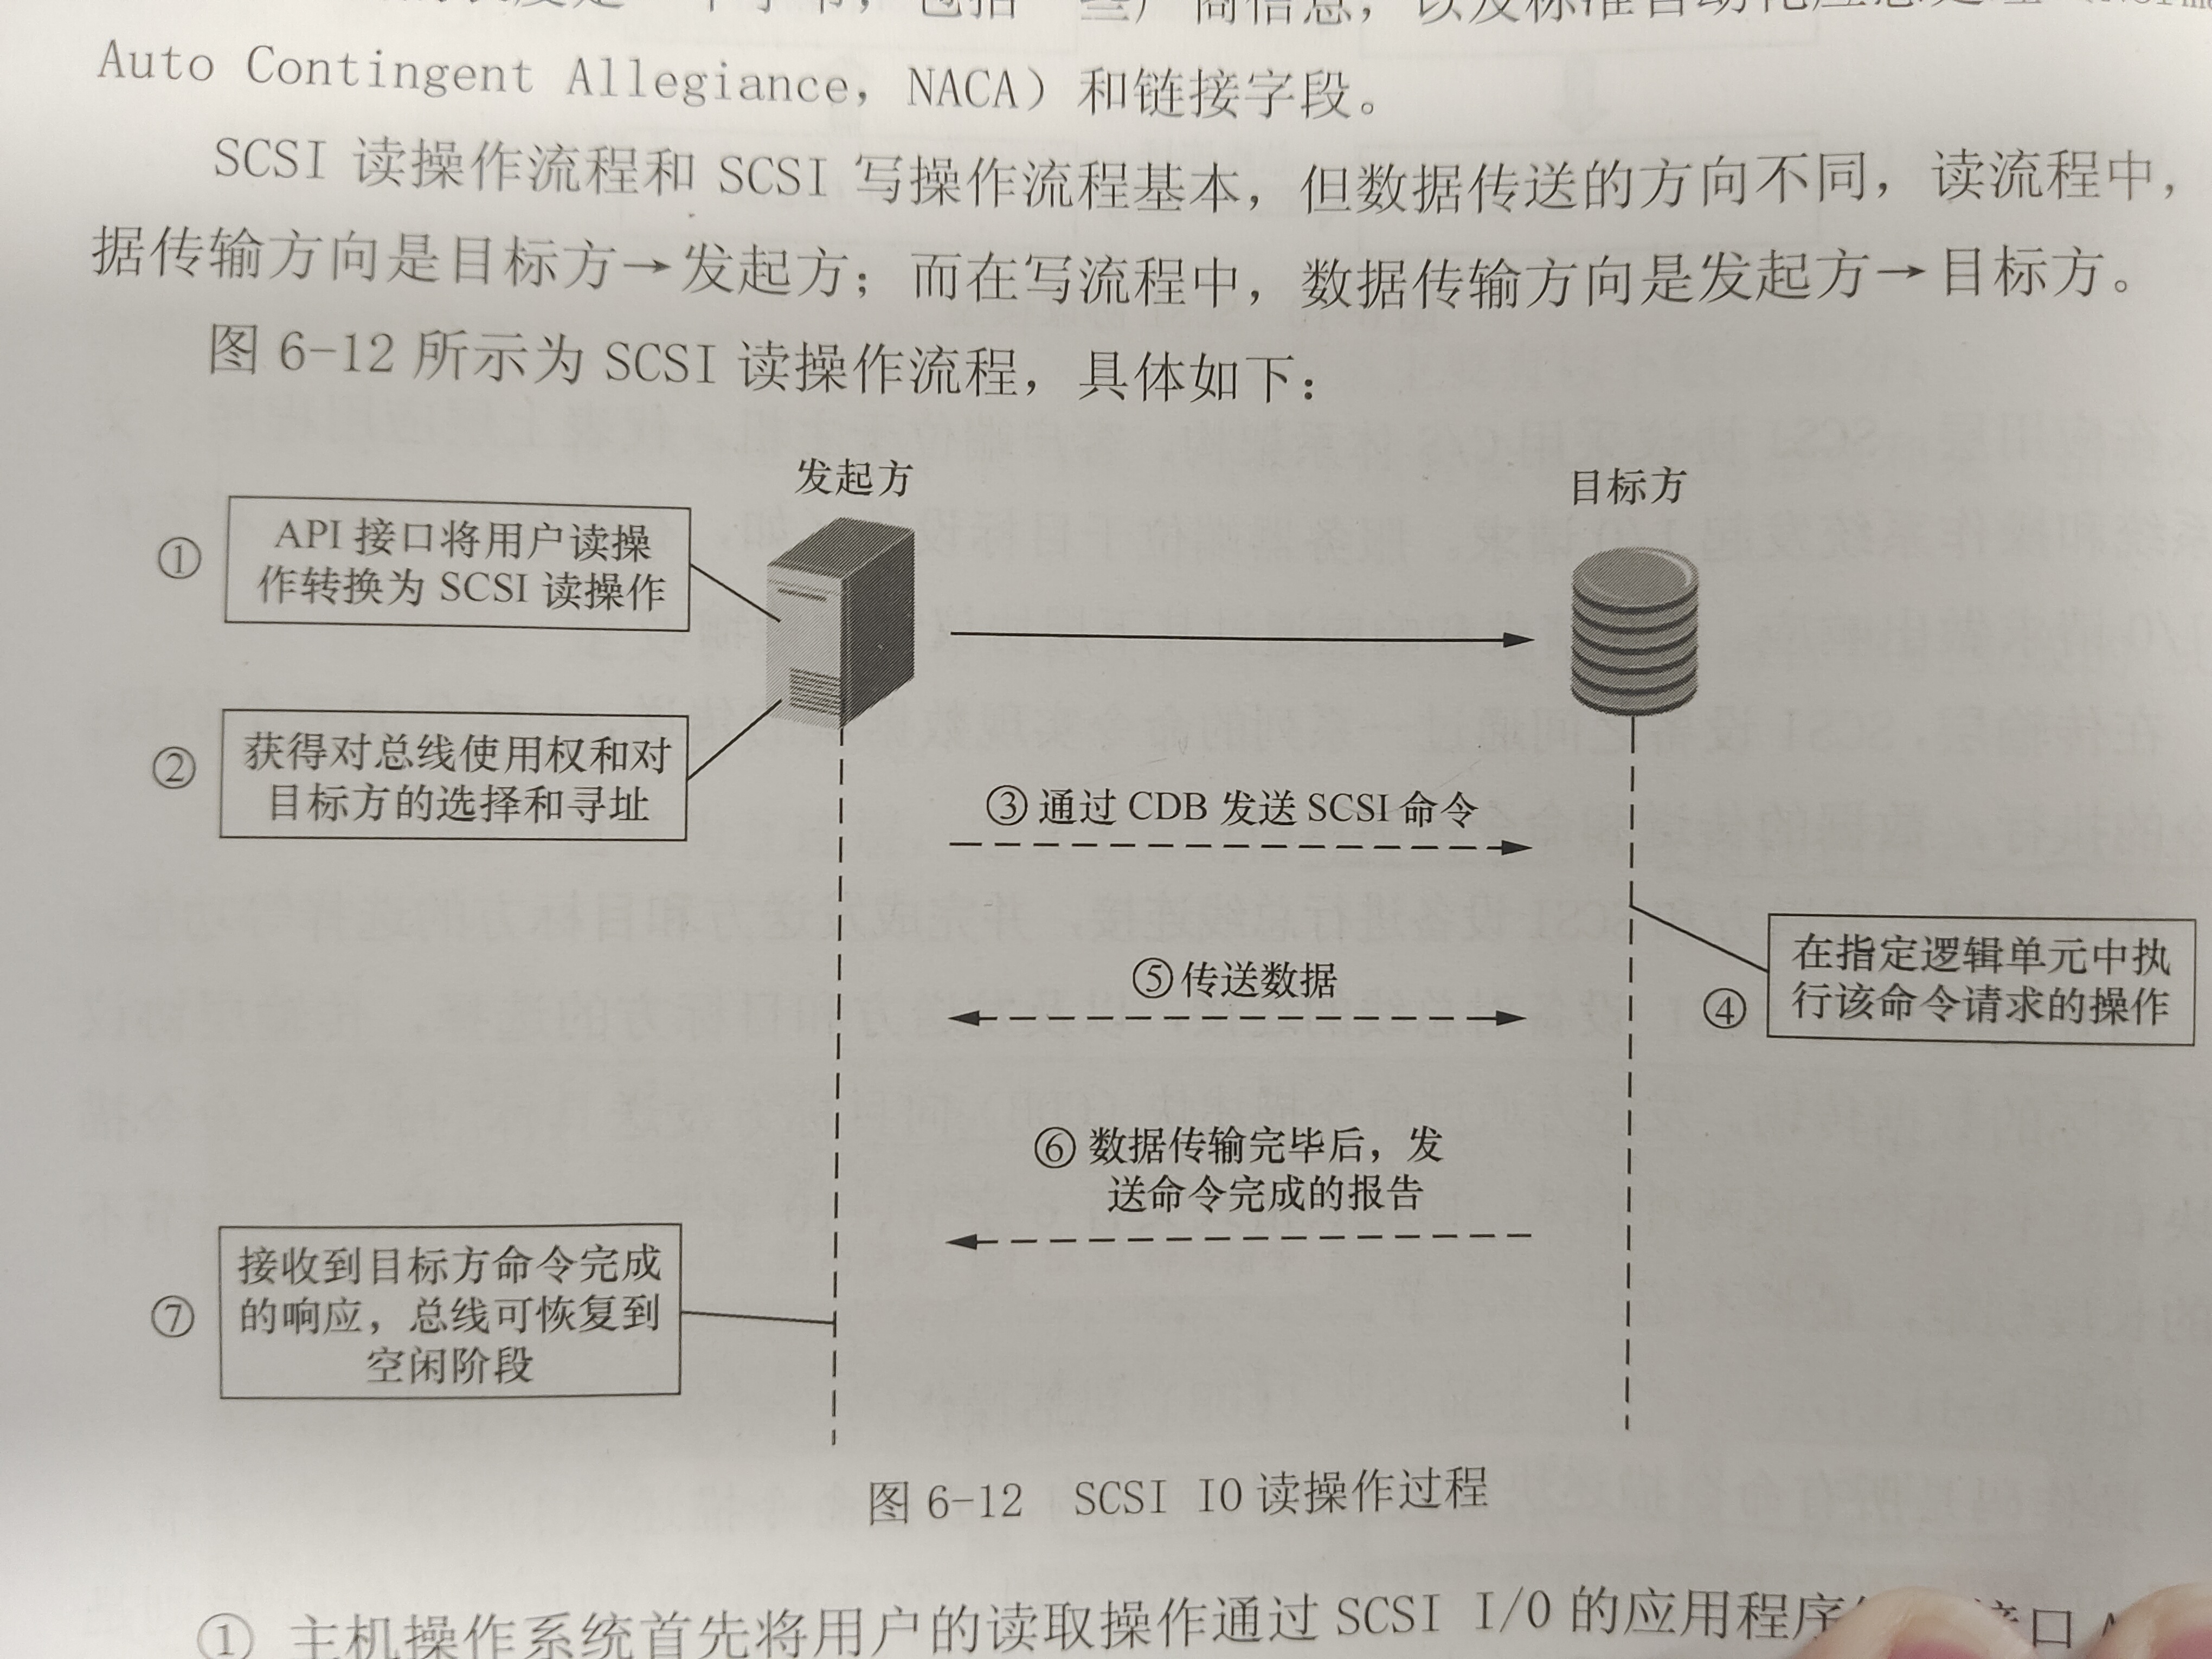 Auto Contingent Allegiance, NACA）和链接字段。
SCSI 读操作流程和 SCSI 写操作流程基本，但数据传送的方向不同，读流程中，
据传输方向是目标方→发起方；而在写流程中，数据传输方向是发起方→目标方。
图 6-12 所示为 SCSI 读操作流程，具体如下：
发起方
目标方
① API 接口将用户读操
作转换为 SCSI 读操作
② 获得对总线使用权和对
目标方的选择和寻址
③ 通过 CDB 发送 SCSI 命令
④ 在指定逻辑单元中执
行该命令请求的操作
⑤ 传送数据
⑥ 数据传输完毕后，发
送命令完成的报告
⑦ 接收到目标方命令完成
的响应，总线可恢复到
空闲阶段
图 6-12 SCSI IO 读操作过程
① 主机操作系统首先将用户的读取操作通过 SCSI I/O 的应用程序 接口